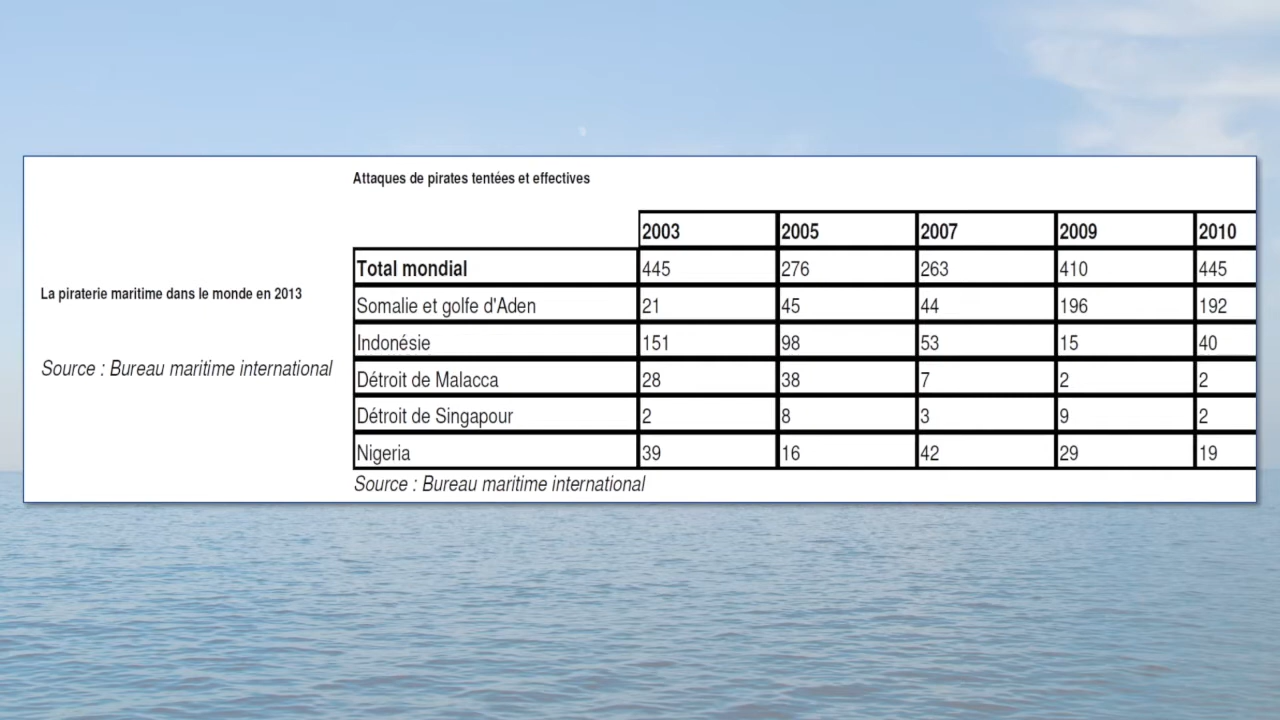 Attaques de pirates tentées et effectives
2003 2005 2007 2009 2010
Total mondial 445 276 263 410 445
Somalie et golfe d'Aden 21 45 44 196 192
La piraterie maritime dans le monde en 2013
Indonésie 151 98 53 15 40
Source : Bureau maritime international
Détroit de Malacca 28 38 7 2 2
Détroit de Singapour 2 8 3 9 2
Nigeria 39 16 42 29 19
Source : Bureau maritime international